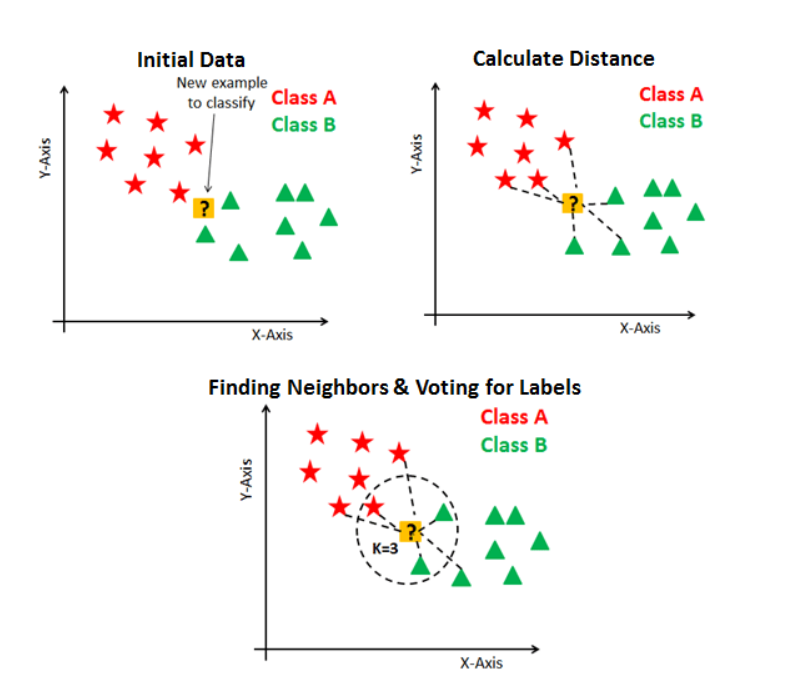 Initial Data
New example
to classify
Class A
Class B
Y-Axis
?
X-Axis
Calculate Distance
Class A
Class B
Y-Axis
?
X-Axis
Finding Neighbors & Voting for Labels
Class A
Class B
Y-Axis
?
K=3
X-Axis